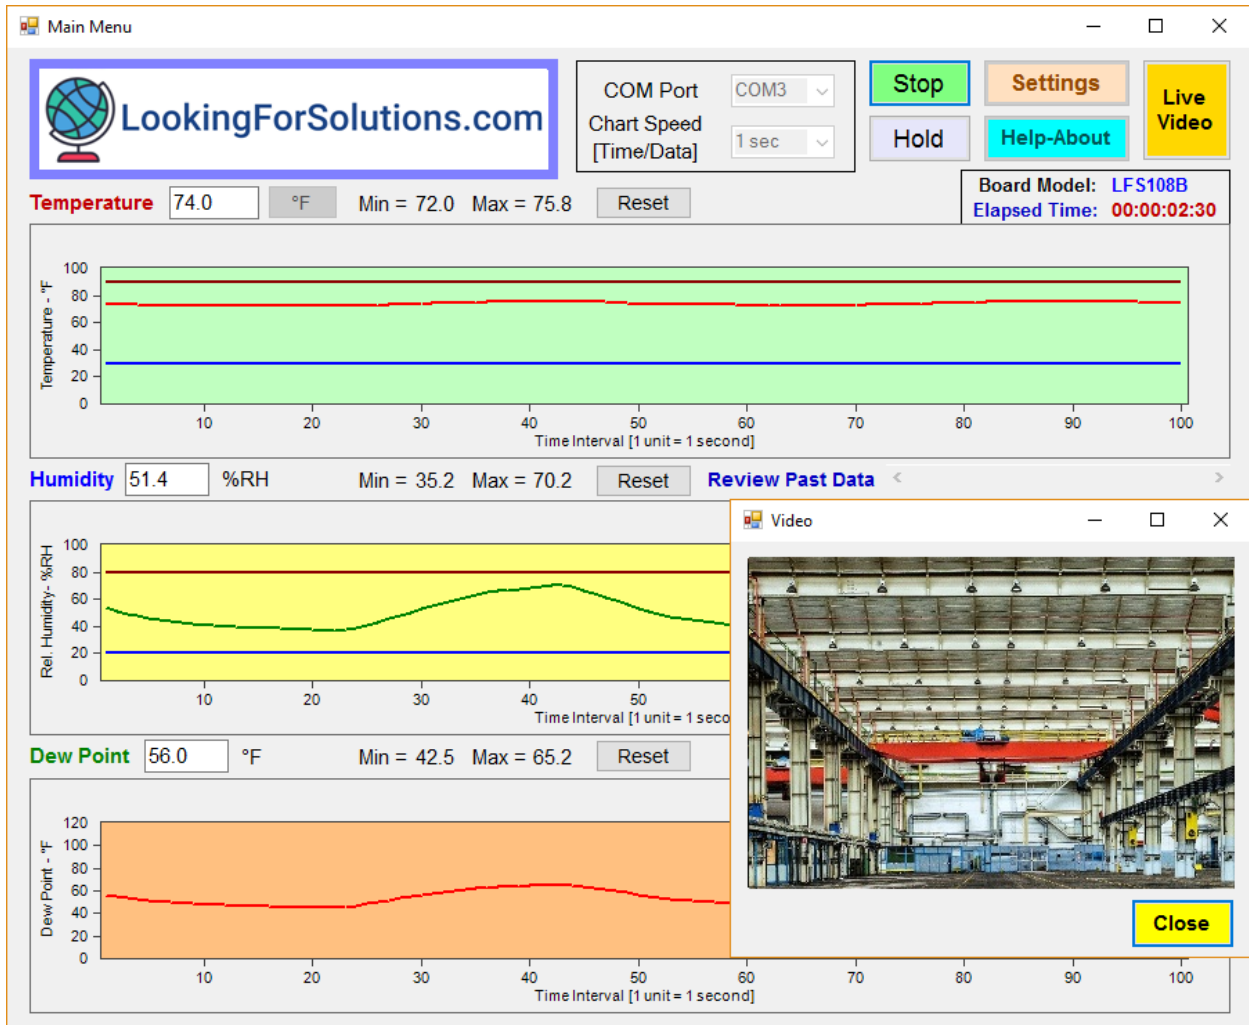 Main Menu
LookingForSolutions.com
COM Port COM3
Chart Speed
[Time/Data] 1 sec
Stop Settings
Hold Help-About
Live
Video
Board Model: LFS108B
Elapsed Time: 00:00:02:30
Temperature 74.0 °F Min = 72.0 Max = 75.8 Reset
Temperature - °F
100
80
60
40
20
0
10 20 30 40 50 60 70 80 90 100
Time Interval [1 unit = 1 second]
Humidity 51.4 %RH Min = 35.2 Max = 70.2 Reset Review Past Data
Rel. Humidity- %RH
100
80
60
40
20
0
10 20 30 40 50
Time Interval [1 unit = 1 seco
Video
Close
Dew Point 56.0 °F Min = 42.5 Max = 65.2 Reset
Dew Point - °F
120
100
80
60
40
20
0
10 20 30 40 50 60 70 80 90 100
Time Interval [1 unit = 1 second]